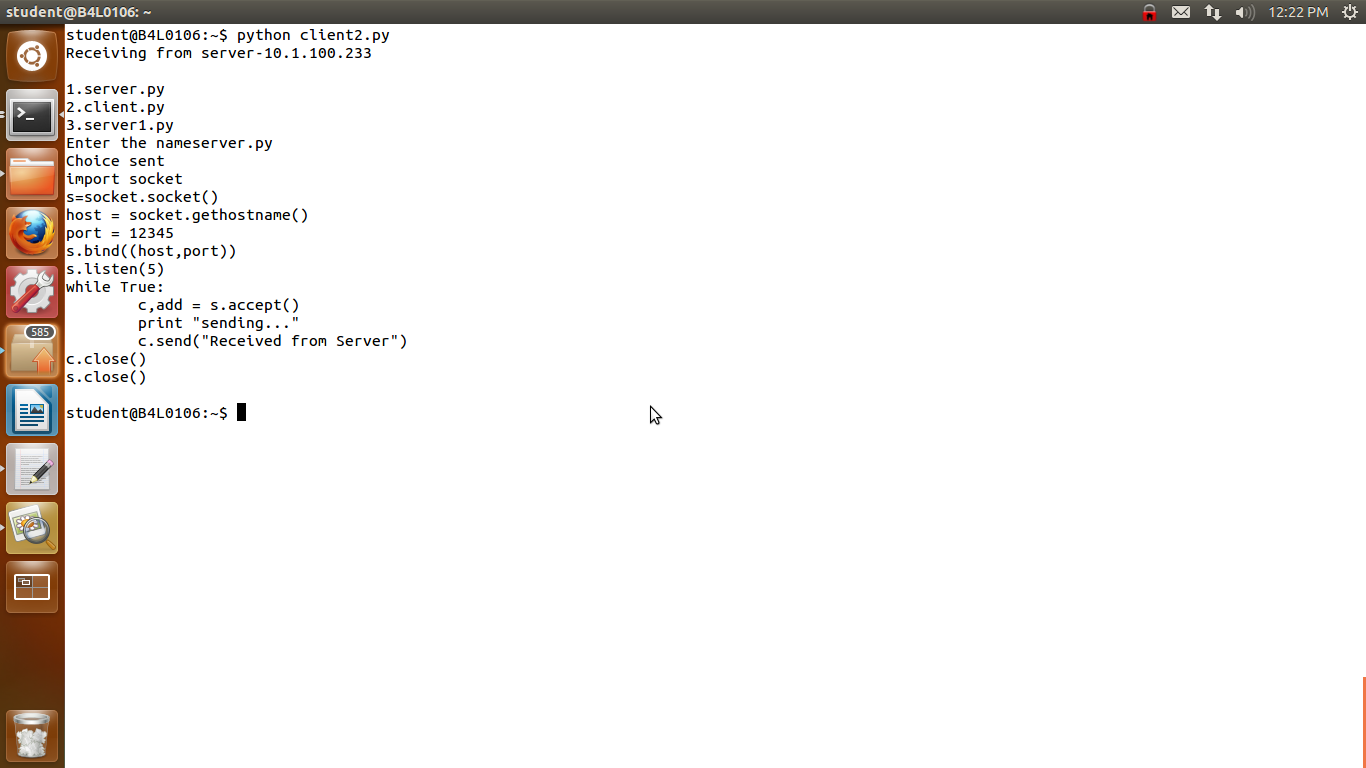 student@B4L0106: ~
12:22 PM
student@B4L0106:~$ python client2.py
Receiving from server-10.1.100.233
1.server.py
2.client.py
3.server1.py
Enter the nameserver.py
Choice sent
import socket
s=socket.socket()
host = socket.gethostname()
port = 12345
s.bind((host,port))
s.listen(5)
while True:
        c,add = s.accept()
        print "sending..."
        c.send("Received from Server")
c.close()
s.close()
student@B4L0106:~$
>_
585